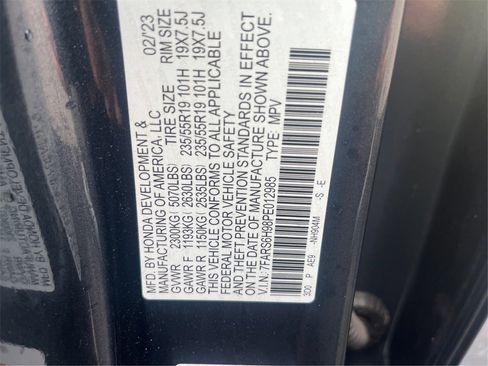 MFD. BY HONDA DEVELOPMENT & 02/23
MANUFACTURING OF AMERICA, LLC
TIRE SIZE RIM SIZE
GVWR 2300KG ( 5070LBS)
GAWR F 1193KG ( 2630LBS) 235/55R19 101H 19X7.5J
GAWR R 1150KG ( 2535LBS) 235/55R19 101H 19X7.5J
THIS VEHICLE CONFORMS TO ALL APPLICABLE
FEDERAL MOTOR VEHICLE SAFETY
AND THEFT PREVENTION STANDARDS IN EFFECT
ON THE DATE OF MANUFACTURE SHOWN ABOVE.
V.I.N.:7FARS6H98PE012985 TYPE: MPV
3D0 P AE9 -NH904M -S -E